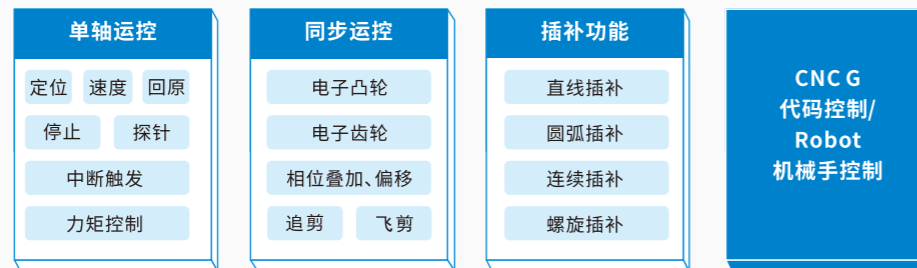 单轴运控
定位 速度 回原
停止 探针
中断触发
力矩控制
同步运控
电子凸轮
电子齿轮
相位叠加、偏移
追剪 飞剪
插补功能
直线插补
圆弧插补
连续插补
螺旋插补
CNC G
代码控制/
Robot
机械手控制